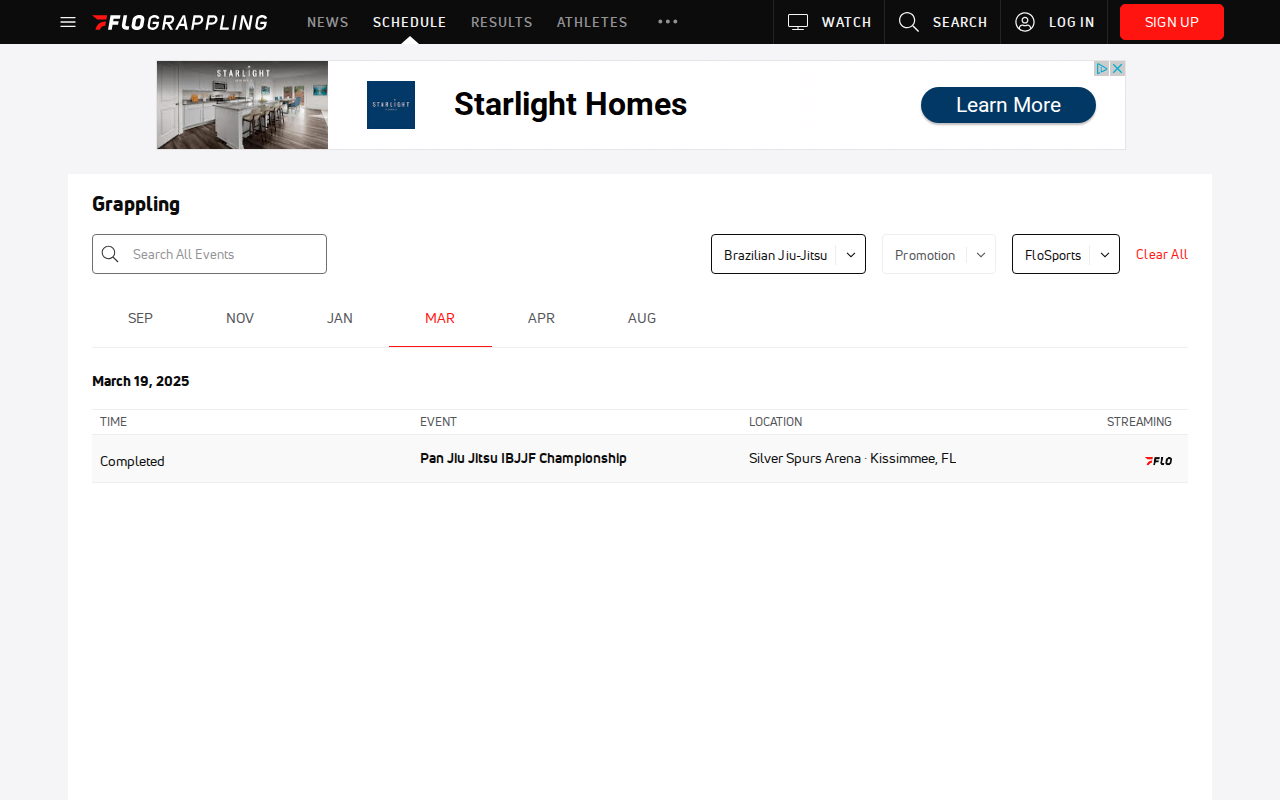 FLOGRAPPLING NEWS SCHEDULE RESULTS ATHLETES WATCH SEARCH LOG IN SIGN UP
STARLIGHT
STARLIGHT
Starlight Homes
Learn More
Grappling
Search All Events
Brazilian Jiu-Jitsu
Promotion
FloSports
Clear All
SEP NOV JAN MAR APR AUG
March 19, 2025
TIME EVENT LOCATION STREAMING
Completed Pan Jiu Jitsu IBJJF Championship Silver Spurs Arena · Kissimmee, FL FLO